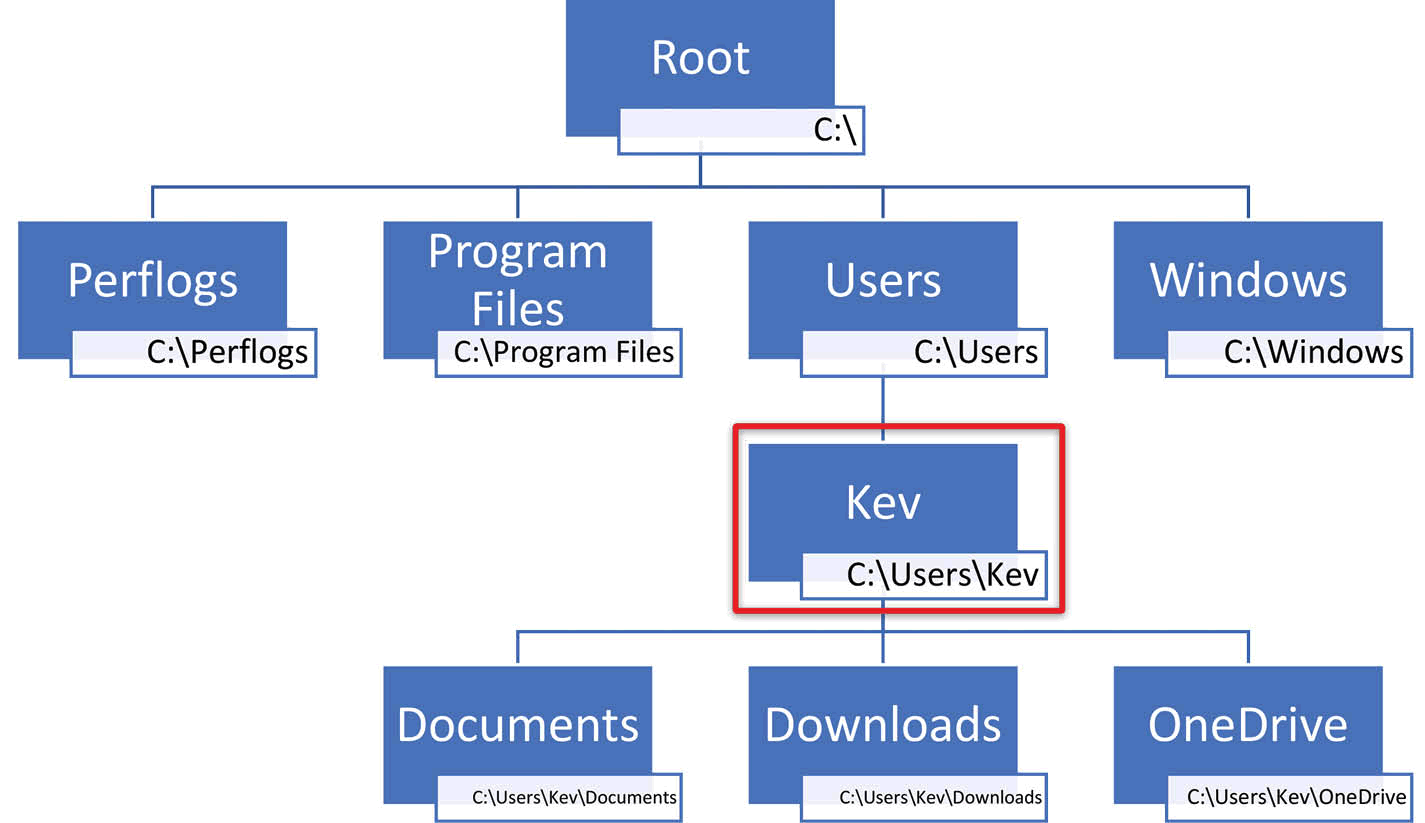 Root
C:\
Perflogs
C:\Perflogs
Program
Files
C:\Program Files
Users
C:\Users
Windows
C:\Windows
Kev
C:\Users\Kev
Documents
C:\Users\Kev\Documents
Downloads
C:\Users\Kev\Downloads
OneDrive
C:\Users\Kev\OneDrive